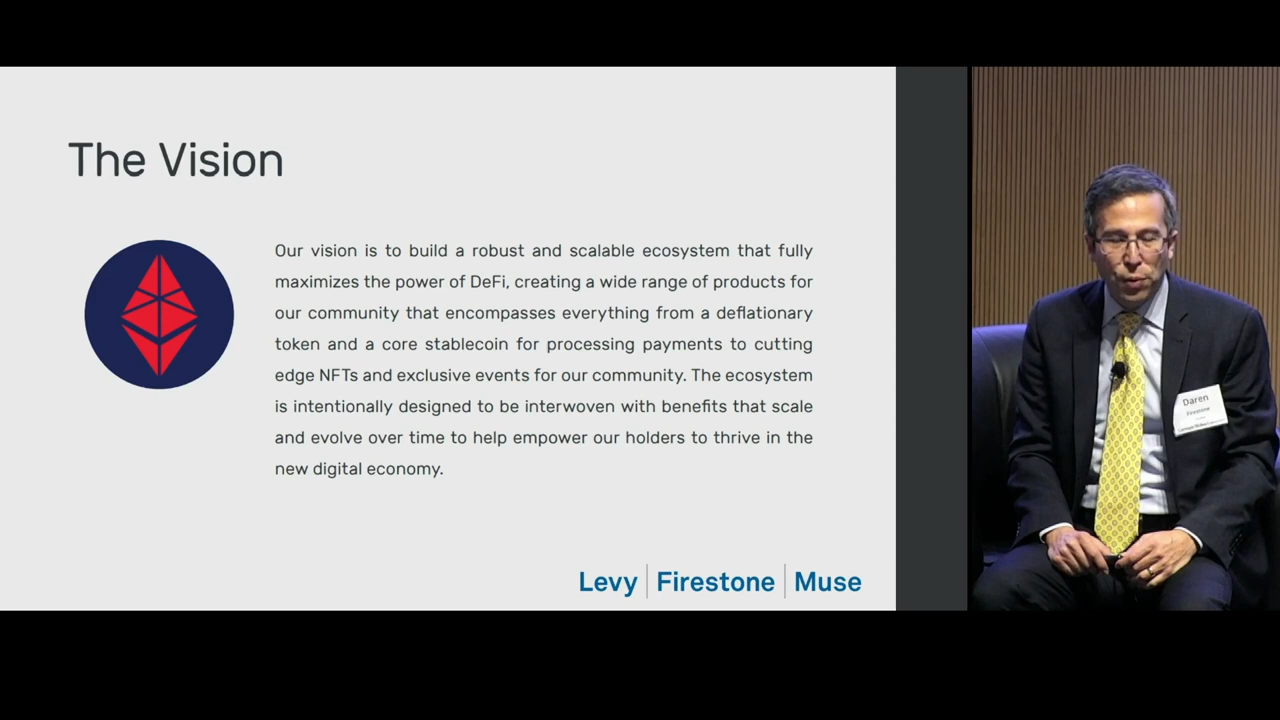 The Vision
Our vision is to build a robust and scalable ecosystem that fully
maximizes the power of DeFi, creating a wide range of products for
our community that encompasses everything from a deflationary
token and a core stablecoin for processing payments to cutting
edge NFTs and exclusive events for our community. The ecosystem
is intentionally designed to be interwoven with benefits that scale
and evolve over time to help empower our holders to thrive in the
new digital economy.
Levy Firestone Muse
Daren
Firestone